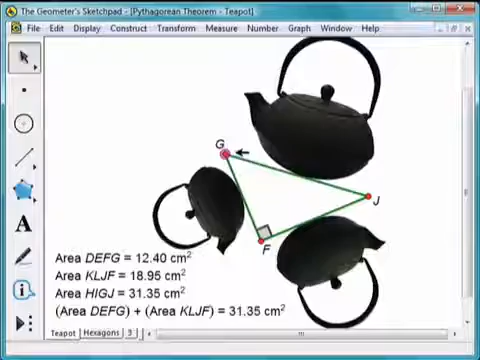 The Geometer's Sketchpad - [Pythagorean Theorem - Teapot]
File Edit Display Construct Transform Measure Number Graph Window Help
G
J
F
A
Area DEFG = 12.40 cm²
Area KLJF = 18.95 cm²
Area HIGJ = 31.35 cm²
(Area DEFG) + (Area KLJF) = 31.35 cm²
Teapot Hexagons 3